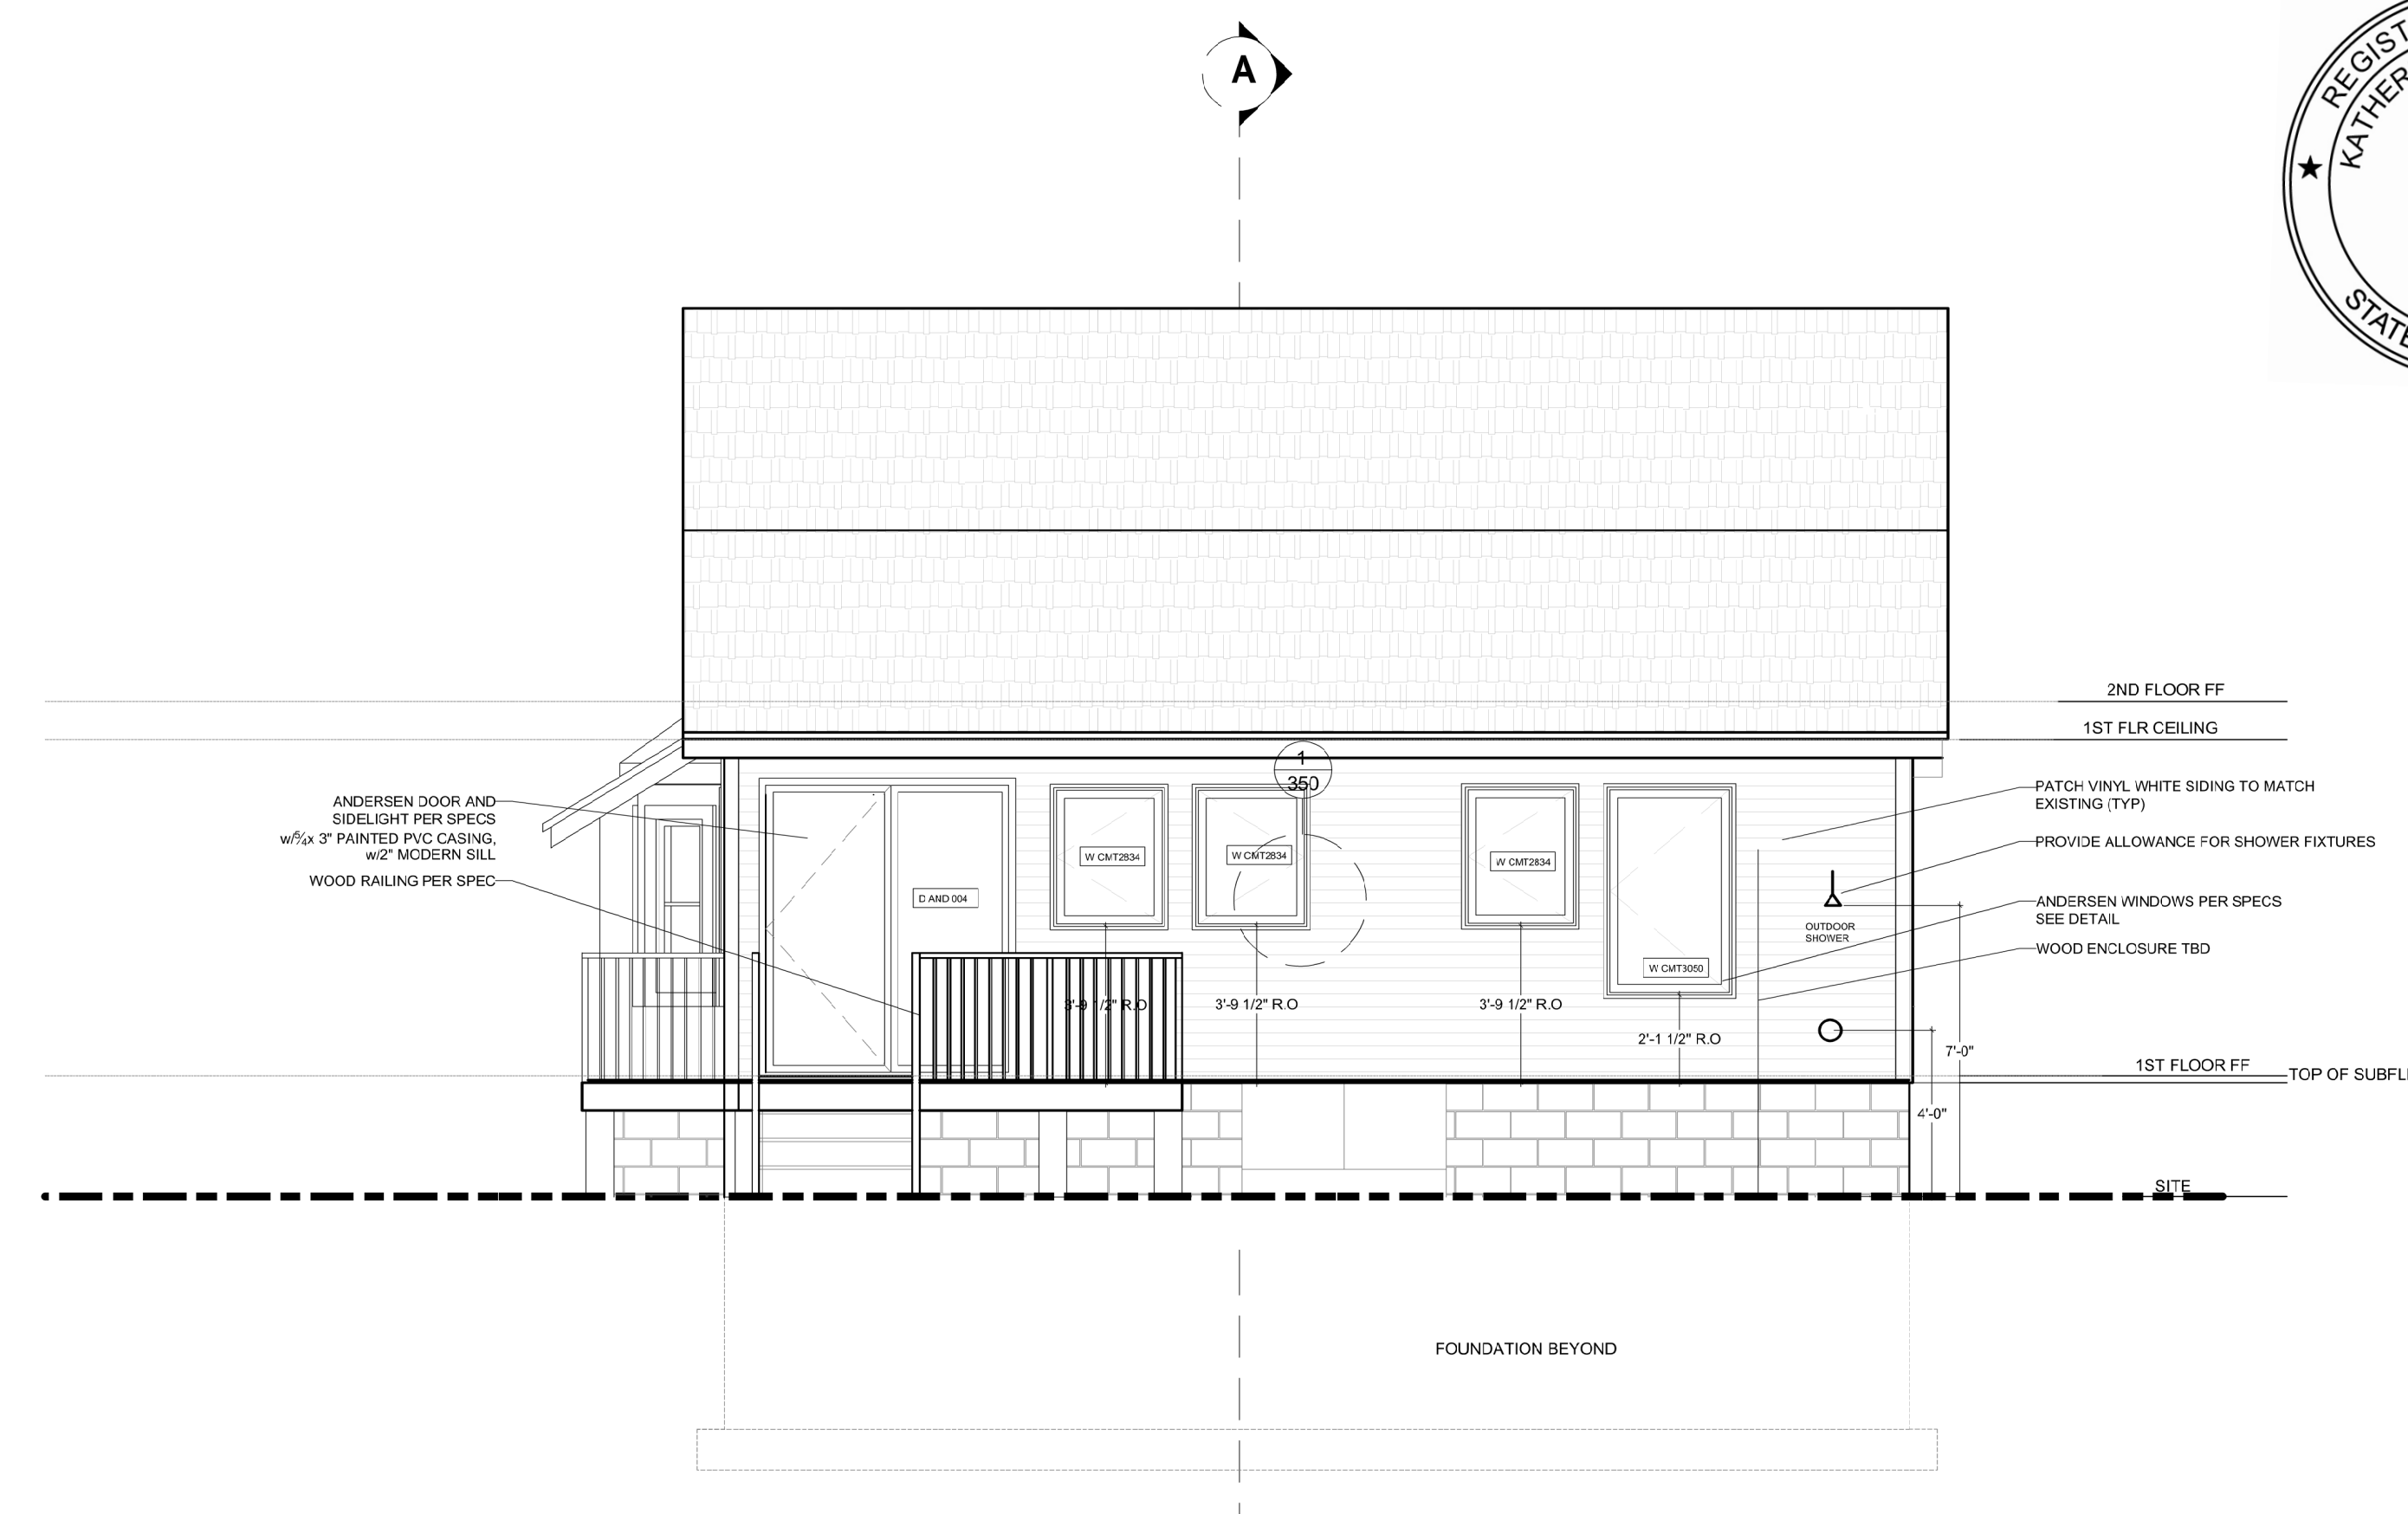 A
REGIST
KATHER
STATE
2ND FLOOR FF
1ST FLR CEILING
1
350
ANDERSEN DOOR AND
SIDELIGHT PER SPECS
w/5/4x 3" PAINTED PVC CASING,
w/2" MODERN SILL
WOOD RAILING PER SPEC
PATCH VINYL WHITE SIDING TO MATCH
EXISTING (TYP)
PROVIDE ALLOWANCE FOR SHOWER FIXTURES
ANDERSEN WINDOWS PER SPECS
SEE DETAIL
WOOD ENCLOSURE TBD
W CMT2834
W CMT2834
W CMT2834
D AND 004
OUTDOOR
SHOWER
W CMT3050
3'-9 1/2" R.O
3'-9 1/2" R.O
3'-9 1/2" R.O
2'-1 1/2" R.O
7'-0"
1ST FLOOR FF
TOP OF SUBFL
4'-0"
SITE
FOUNDATION BEYOND